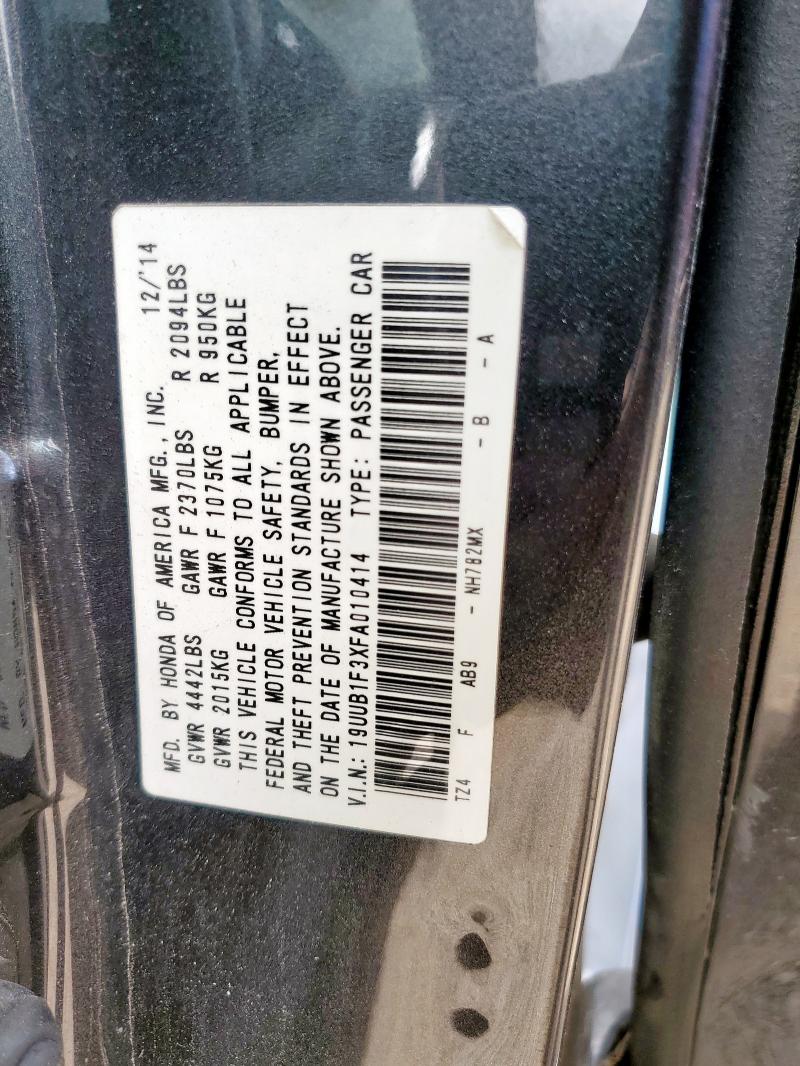 MFD. BY HONDA OF AMERICA MFG., INC. 12/'14
GVWR 4442LBS GAWR F 2370LBS R 2094LBS
GVWR 2015KG GAWR F 1075KG R 950KG
THIS VEHICLE CONFORMS TO ALL APPLICABLE
FEDERAL MOTOR VEHICLE SAFETY, BUMPER,
AND THEFT PREVENTION STANDARDS IN EFFECT
ON THE DATE OF MANUFACTURE SHOWN ABOVE.
V.I.N.: 19UUB1F3XFA010414 TYPE: PASSENGER CAR
TZ4 F AB9 - NH782MX - B - A